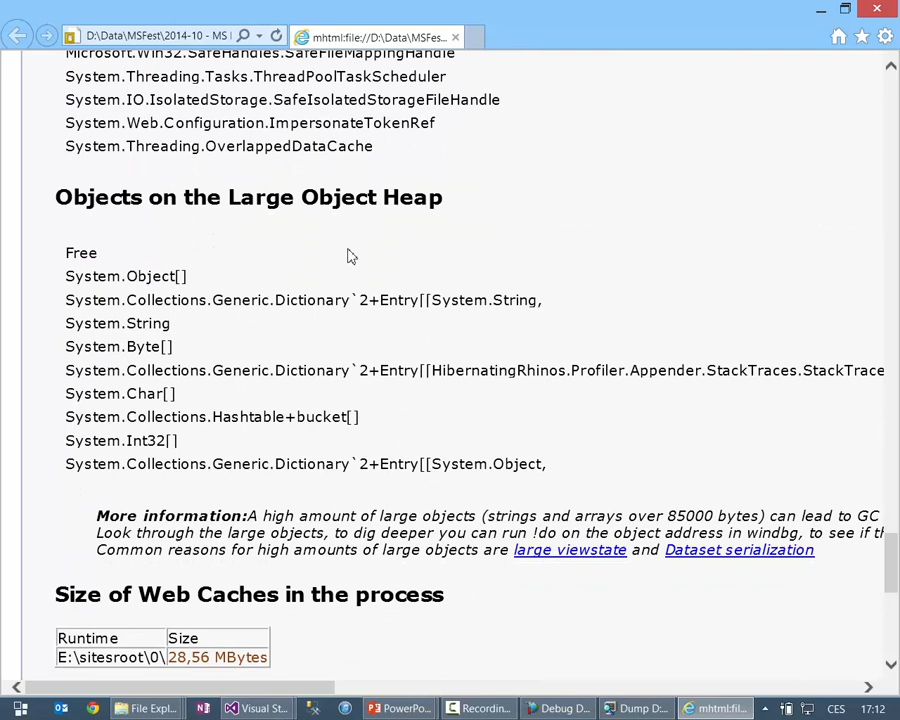 D:\Data\MSFest\2014-10 - MS
mhtml:file://D:\Data\MSFes...
Microsoft.Win32.SafeHandles.SafeFileMappingHandle
System.Threading.Tasks.ThreadPoolTaskScheduler
System.IO.IsolatedStorage.SafeIsolatedStorageFileHandle
System.Web.Configuration.ImpersonateTokenRef
System.Threading.OverlappedDataCache
Objects on the Large Object Heap
Free
System.Object[]
System.Collections.Generic.Dictionary`2+Entry[[System.String,
System.String
System.Byte[]
System.Collections.Generic.Dictionary`2+Entry[[HibernatingRhinos.Profiler.Appender.StackTraces.StackTrace
System.Char[]
System.Collections.Hashtable+bucket[]
System.Int32[]
System.Collections.Generic.Dictionary`2+Entry[[System.Object,
More information:A high amount of large objects (strings and arrays over 85000 bytes) can lead to GC
Look through the large objects, to dig deeper you can run !do on the object address in windbg, to see if
Common reasons for high amounts of large objects are large viewstate and Dataset serialization
Size of Web Caches in the process
Runtime Size
E:\sitesroot\0\ 28,56 MBytes
File Expl... Visual St... PowerPo... Recordin... Debug D... Dump D... mhtml:fil... CES 17:12